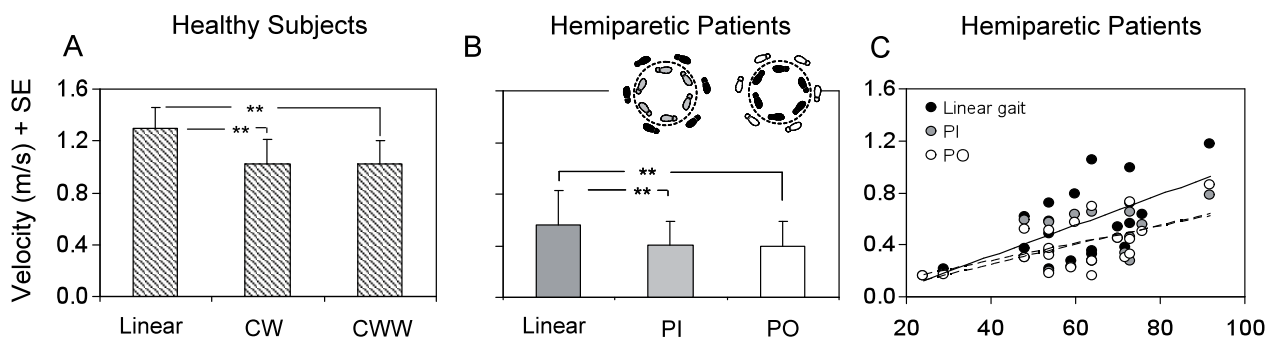 Healthy Subjects
Hemiparetic Patients
Hemiparetic Patients
A
B
C
Velocity (m/s) + SE
1.6
1.2
0.8
0.4
0.0
**
**
Linear
CW
CWW
**
**
Linear
PI
PO
1.6
1.2
0.8
0.4
0.0
Linear gait
PI
PO
20
40
60
80
100